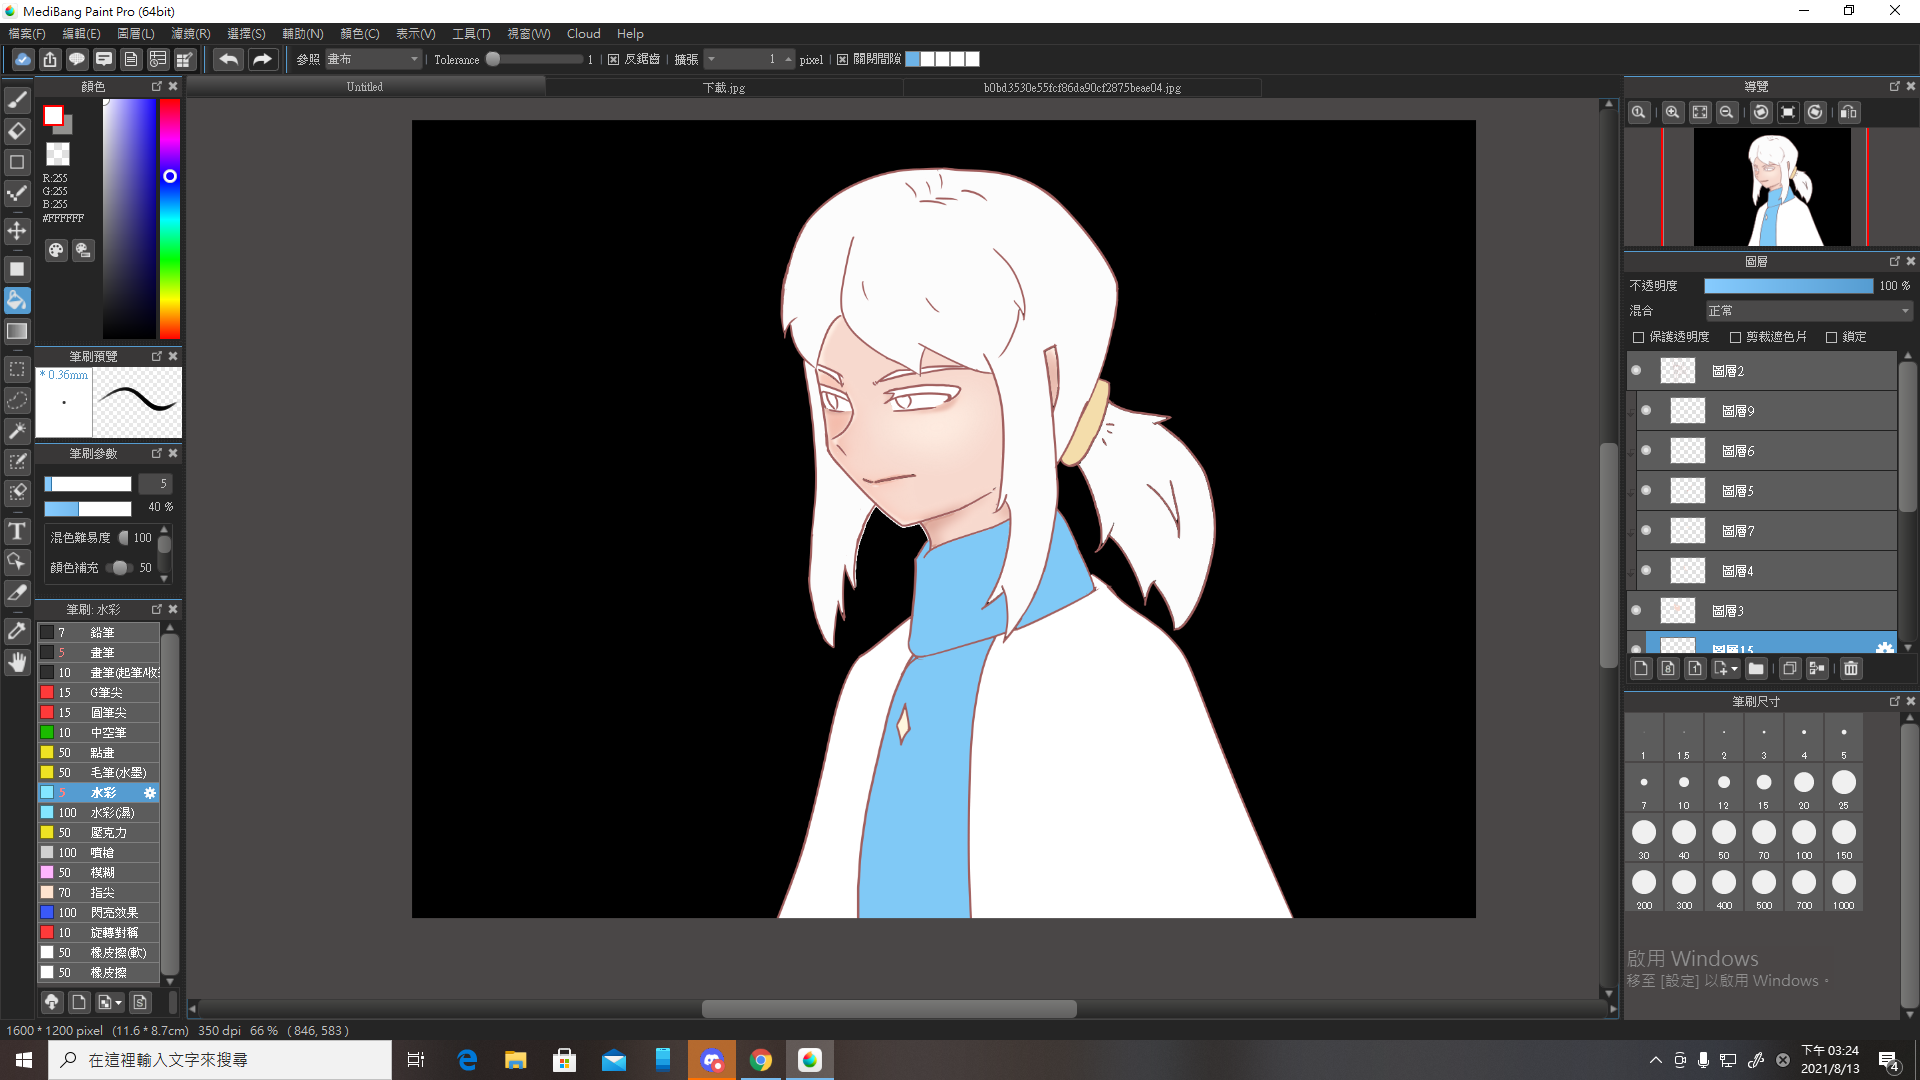 MediBang Paint Pro (64bit)
檔案(F) 編輯(E) 圖層(L) 濾鏡(R) 選擇(S) 輔助(N) 顏色(C) 表示(V) 工具(T) 視窗(W) Cloud Help
參照 畫布 Tolerance 1 反鋸齒 擴張 1 pixel 關閉間隙
顏色
Untitled 下載.jpg b0bd3530e55fcf86da90cf2875beae04.jpg
導覽
R:255
G:255
B:255
#FFFFFF
圖層
不透明度 100 %
混合 正常
保護透明度 剪裁遮色片 鎖定
圖層2
圖層9
圖層6
圖層5
圖層7
圖層4
圖層3
圖層15
筆刷預覽
* 0.36mm
筆刷參數
5
40 %
混色難易度 100
顏色補充 50
筆刷: 水彩
7 鉛筆
5 畫筆
10 畫筆(起筆/收筆
15 G筆尖
15 圓筆尖
10 中空筆
50 點畫
50 毛筆(水墨)
5 水彩
100 水彩(濕)
50 壓克力
100 噴槍
50 模糊
70 指尖
100 閃亮效果
10 旋轉對稱
50 橡皮擦(軟)
50 橡皮擦
筆刷尺寸
1 1.5 2 3 4 5
7 10 12 15 20 25
30 40 50 70 100 150
200 300 400 500 700 1000
啟用 Windows
移至 [設定] 以啟用 Windows。
1600 * 1200 pixel (11.6 * 8.7cm) 350 dpi 66 % ( 846, 583 )
在這裡輸入文字來搜尋
下午 03:24
2021/8/13
4